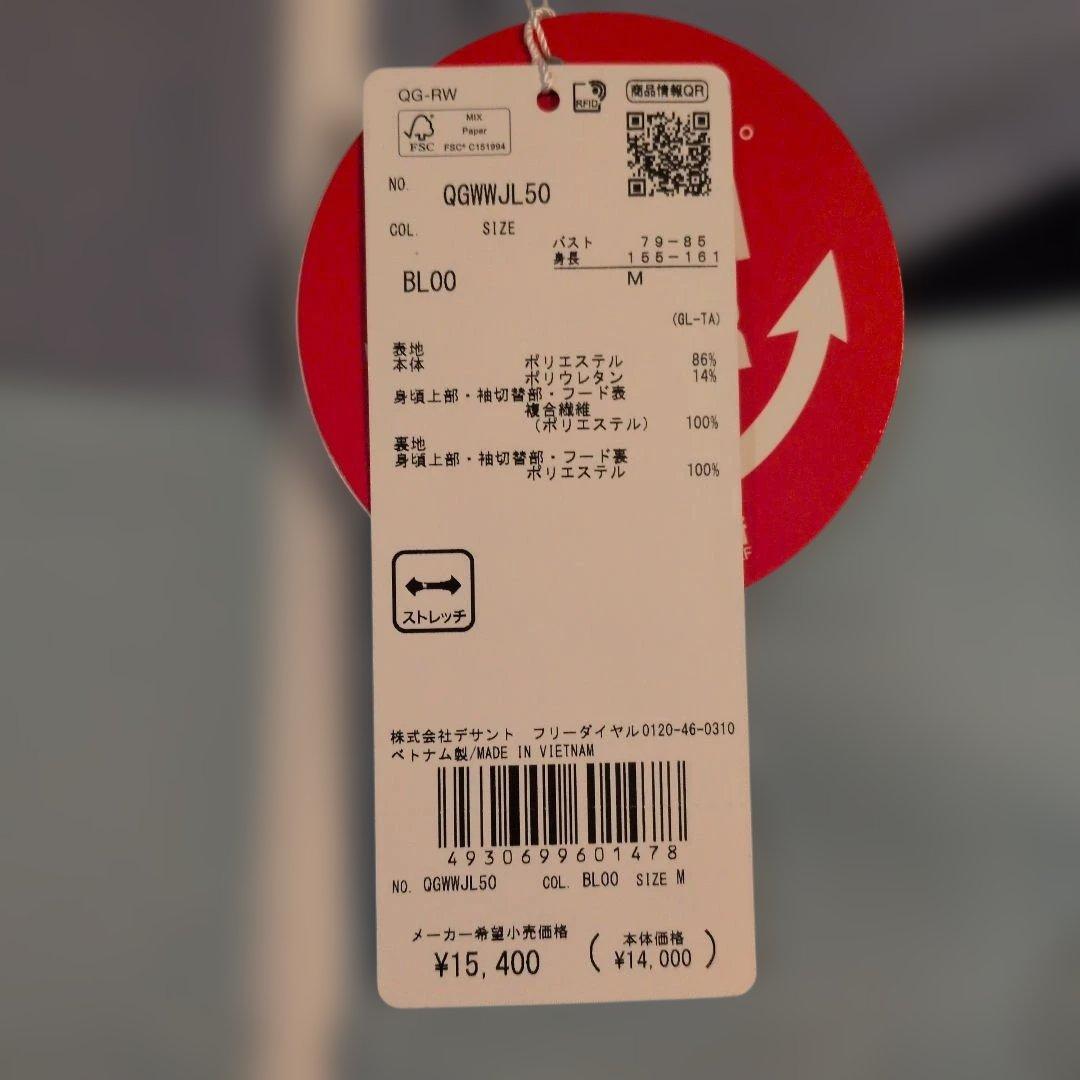 QG-RW
RFID
商品情報QR
MIX
Paper
FSC
FSC® C151994
NO. QGWWJL50
COL. SIZE
バスト 79-85
身長 155-161
BL00 M
(GL-TA)
表地
本体 ポリエステル 86%
ポリウレタン 14%
身頃上部・袖切替部・フード表
複合繊維
(ポリエステル) 100%
裏地
身頃上部・袖切替部・フード裏
ポリエステル 100%
ストレッチ
株式会社デサント フリーダイヤル0120-46-0310
ベトナム製/MADE IN VIETNAM
4930699601478
NO. QGWWJL50 COL. BL00 SIZE M
メーカー希望小売価格
¥15,400
(本体価格
¥14,000)